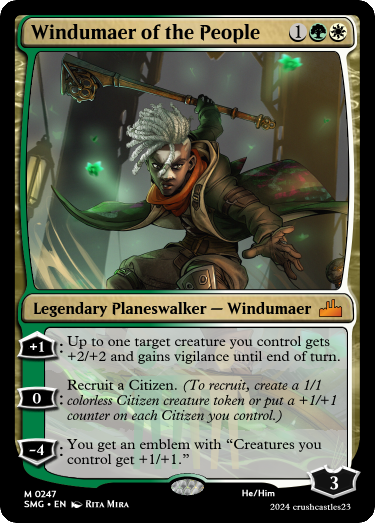 Windumaer of the People 1
Legendary Planeswalker — Windumaer
+1: Up to one target creature you control gets
+2/+2 and gains vigilance until end of turn.
0: Recruit a Citizen. (To recruit, create a 1/1
colorless Citizen creature token or put a +1/+1
counter on each Citizen you control.)
-4: You get an emblem with “Creatures you
control get +1/+1.”
3
M 0247
SMG • EN Rita Mira
He/Him
2024 crushcastles23